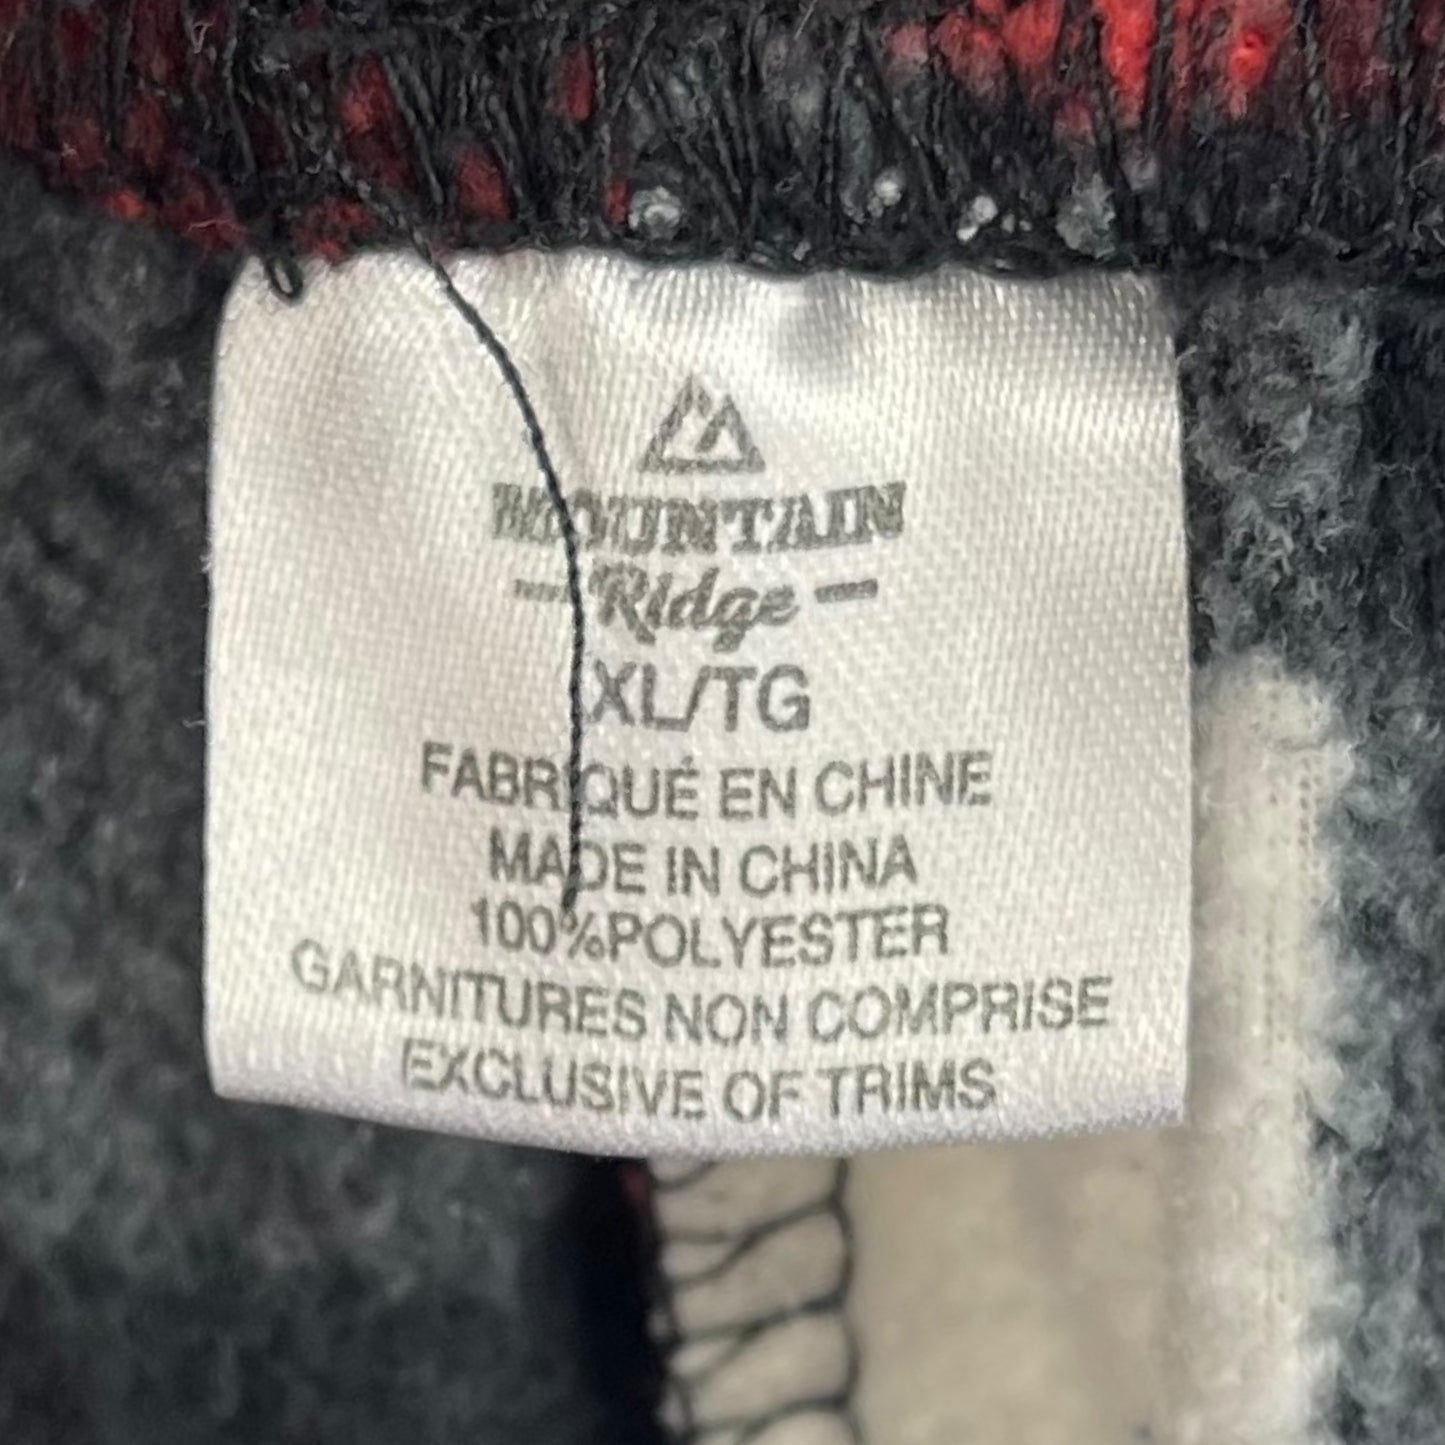 MOUNTAIN
Ridge
XL/TG
FABRIQUÉ EN CHINE
MADE IN CHINA
100%POLYESTER
GARNITURES NON COMPRISE
EXCLUSIVE OF TRIMS